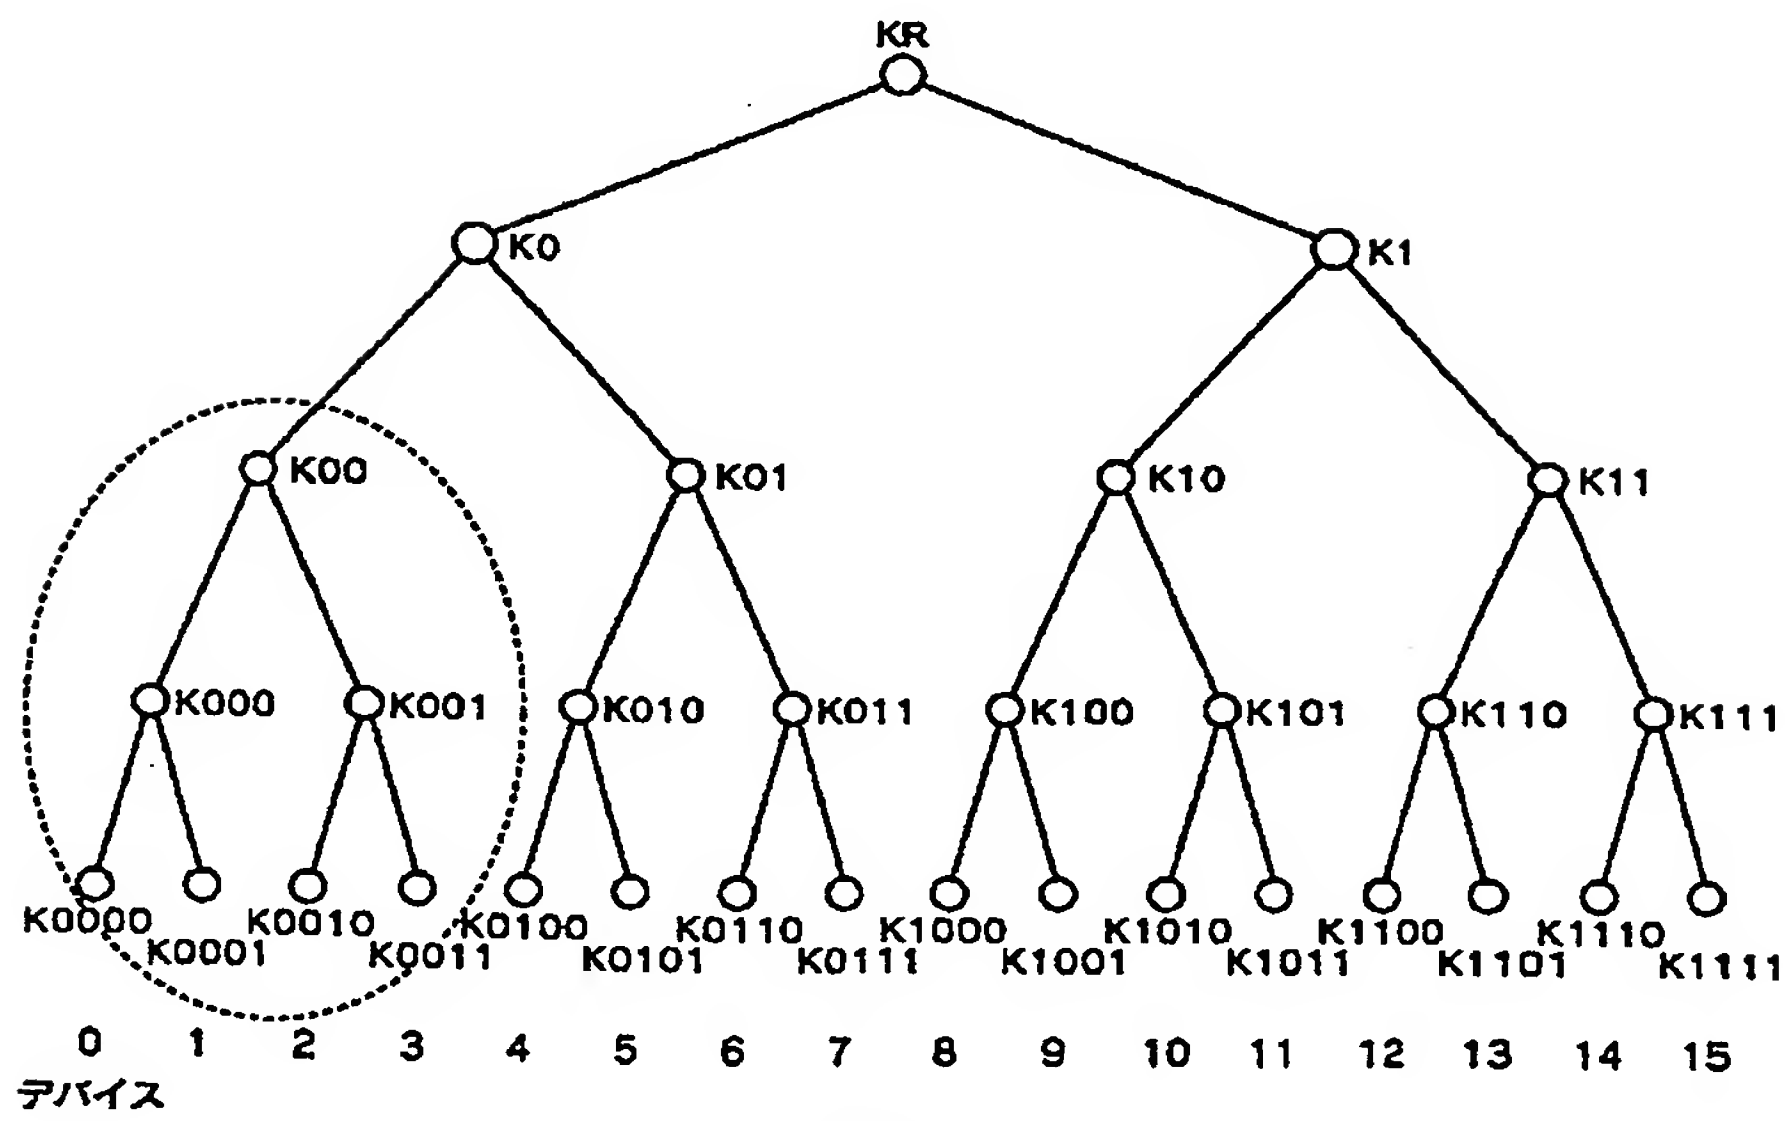 KR
K0 K1
K00 K01 K10 K11
K000 K001 K010 K011 K100 K101 K110 K111
K0000 K0010 K0100 K0110 K1000 K1010 K1100 K1110
K0001 K0011 K0101 K0111 K1001 K1011 K1101 K1111
0 1 2 3 4 5 6 7 8 9 10 11 12 13 14 15
デバイス